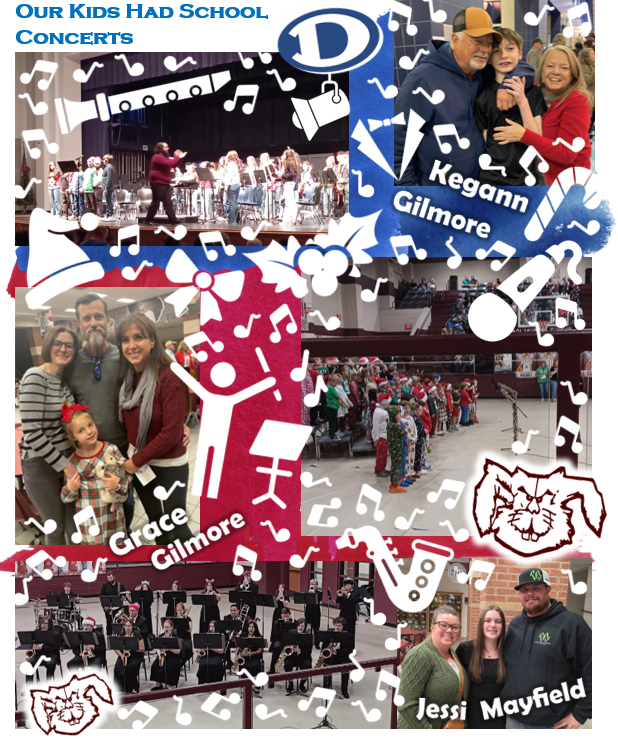 Our Kids Had School
Concerts
D
Kegann
Gilmore
Grace
Gilmore
Jessi Mayfield